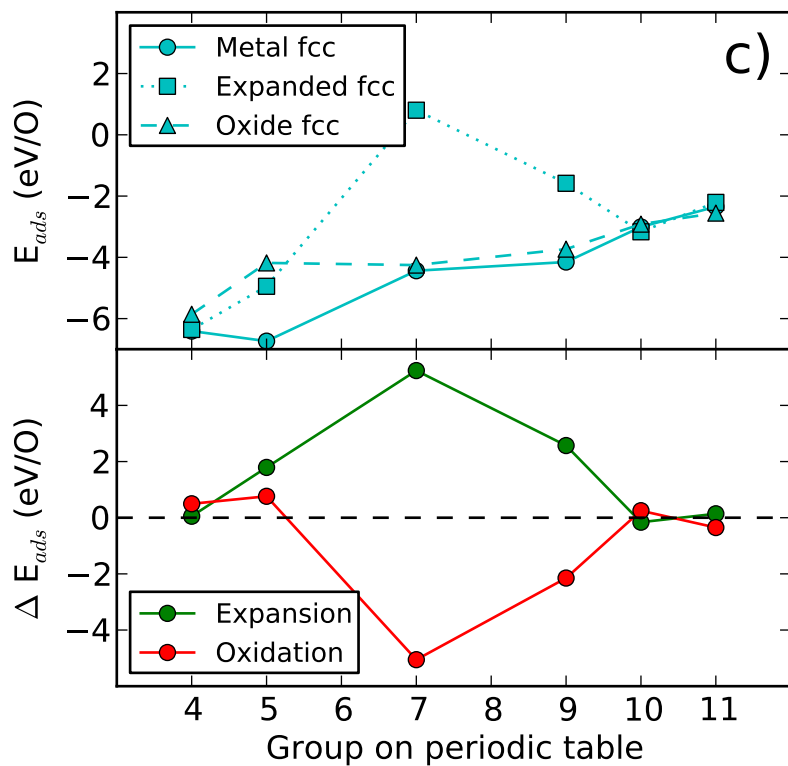 c)
Metal fcc
Expanded fcc
Oxide fcc
E_ads (eV/O)
2
0
−2
−4
−6
Δ E_ads (eV/O)
4
2
0
−2
−4
Expansion
Oxidation
4 5 6 7 8 9 10 11
Group on periodic table